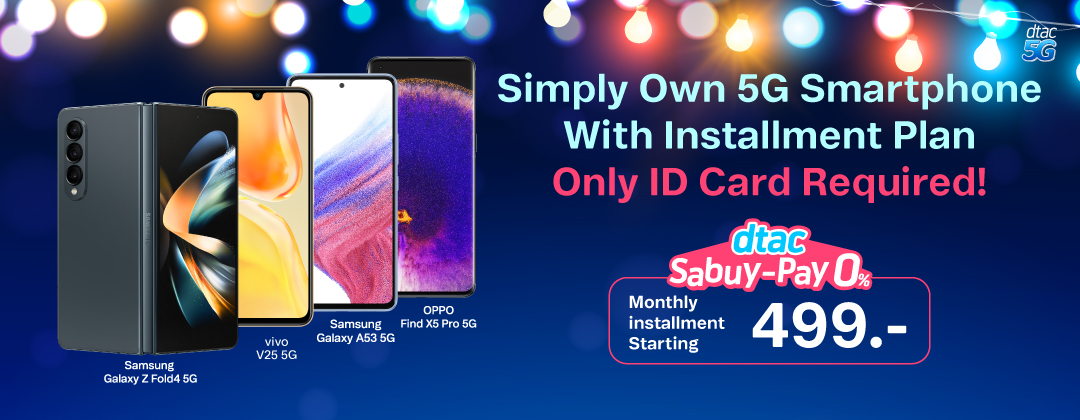 dtac
5G
Simply Own 5G Smartphone
With Installment Plan
Only ID Card Required!
dtac
Sabuy-Pay 0%
Monthly
installment
Starting
499.-
OPPO
Find X5 Pro 5G
Samsung
Galaxy A53 5G
vivo
V25 5G
Samsung
Galaxy Z Fold4 5G
SAMSUNG